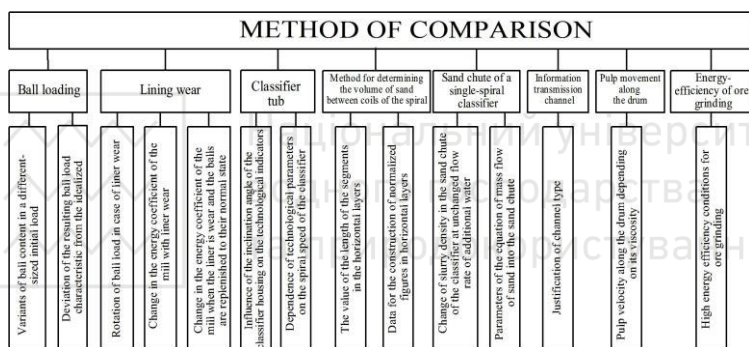 METHOD OF COMPARISON
Ball loading
Lining wear
Classifier
tub
Method for determining
the volume of sand
between coils of the spiral
Sand chute of a
single-spiral
classifier
Information
transmission
channel
Pulp movement
along
the drum
Energy-
efficiency of ore
grinding
Variants of ball content in a different-
sized initial load
Deviation of the resulting ball load
characteristic from the idealized
Rotation of ball load in case of liner wear
Change in the energy coefficient of the
mill with liner wear
Change in the energy coefficient of the
mill when the liner is wear and the balis
are replenished to their normal state
Influence of the inclination angle of the
classifier housing on the technological indicators
Dependence of technological parameters
on the spiral speed of the classifier
The value of the length of the segments
in the horizontal layers
Data for the construction of normalized
figures in horizontal layers
Change of slurry density in the sand chute
of the classifier at unchanged flow
rate of additional water
Parameters of the equation of mass flow
of sand into the sand chute
Justification of channel type
Pulp velocity along the drum depending
on its viscosity
High energy efficiency conditions for
ore grinding